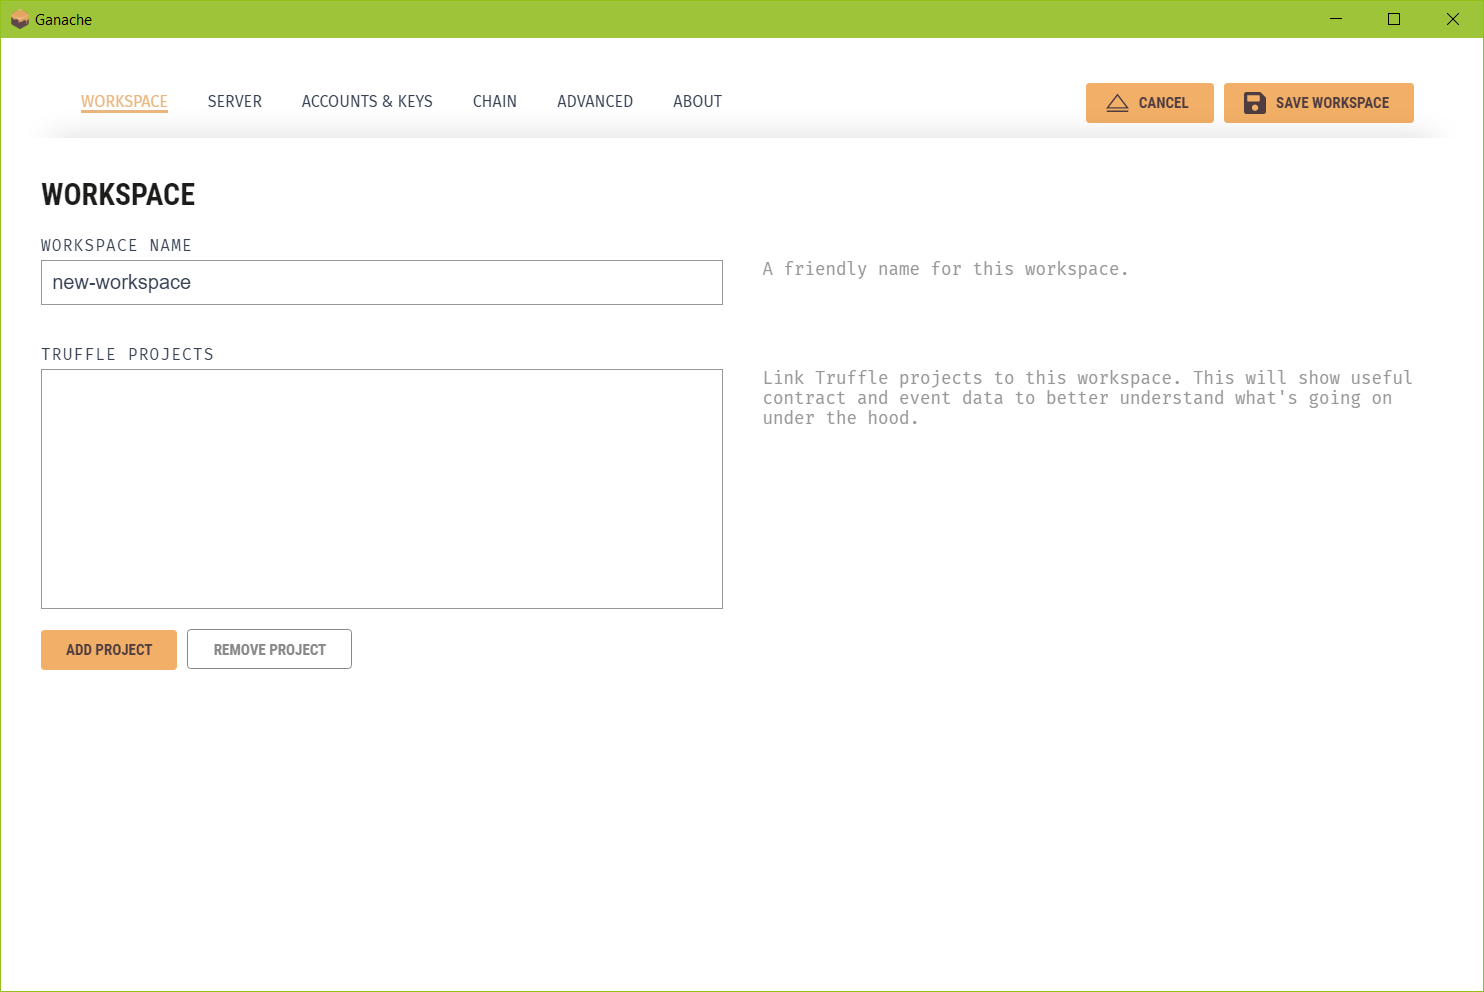 Ganache
WORKSPACE SERVER ACCOUNTS & KEYS CHAIN ADVANCED ABOUT CANCEL SAVE WORKSPACE
WORKSPACE
WORKSPACE NAME
new-workspace
A friendly name for this workspace.
TRUFFLE PROJECTS
Link Truffle projects to this workspace. This will show useful
contract and event data to better understand what's going on
under the hood.
ADD PROJECT REMOVE PROJECT